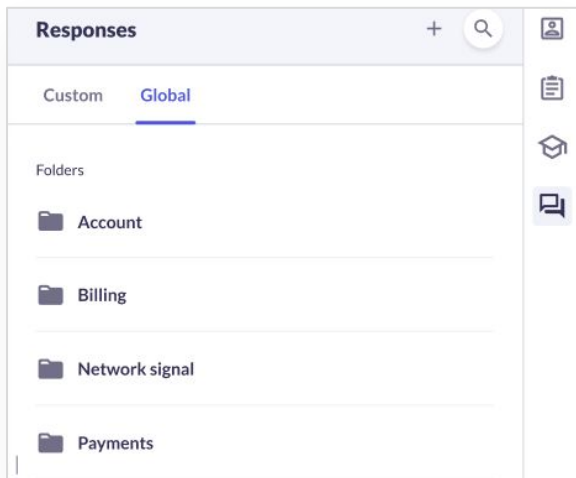 Responses
Custom Global
Folders
Account
Billing
Network signal
Payments